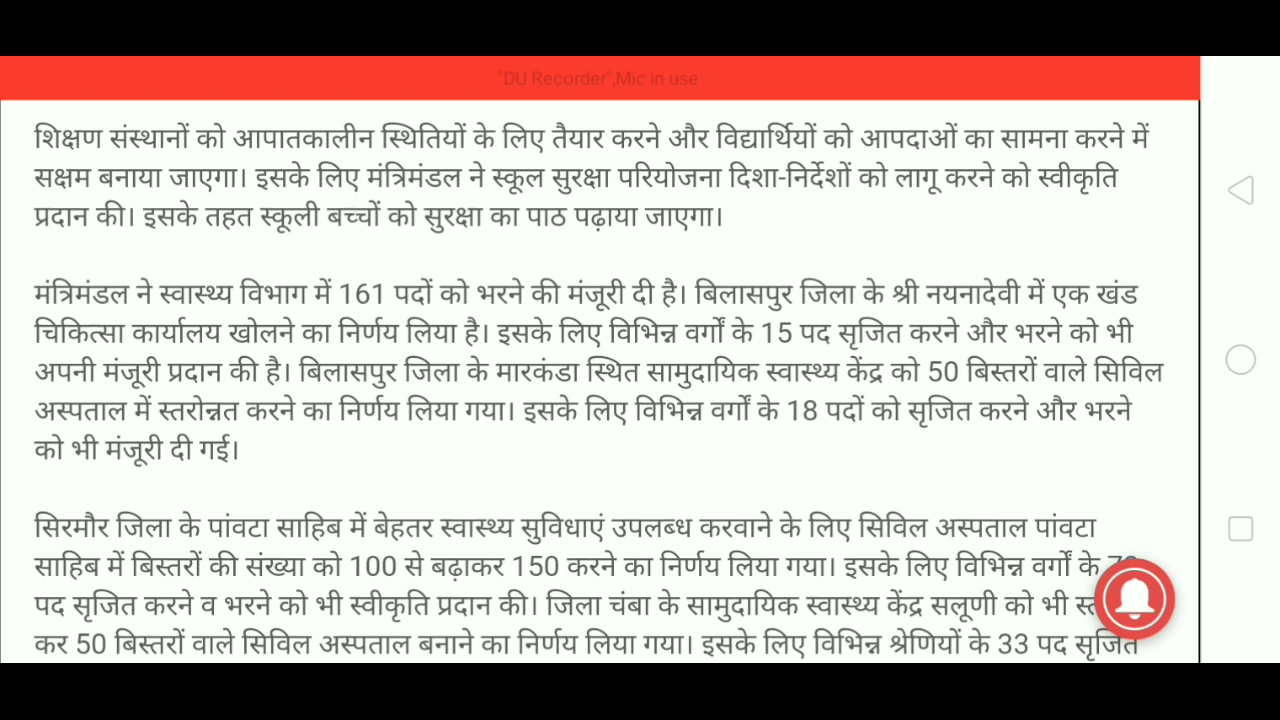 "DU Recorder",Mic in use
शिक्षण संस्थानों को आपातकालीन स्थितियों के लिए तैयार करने और विद्यार्थियों को आपदाओं का सामना करने में
सक्षम बनाया जाएगा। इसके लिए मंत्रिमंडल ने स्कूल सुरक्षा परियोजना दिशा-निर्देशों को लागू करने को स्वीकृति
प्रदान की। इसके तहत स्कूली बच्चों को सुरक्षा का पाठ पढ़ाया जाएगा।
मंत्रिमंडल ने स्वास्थ्य विभाग में 161 पदों को भरने की मंजूरी दी है। बिलासपुर जिला के श्री नयनादेवी में एक खंड
चिकित्सा कार्यालय खोलने का निर्णय लिया है। इसके लिए विभिन्न वर्गों के 15 पद सृजित करने और भरने को भी
अपनी मंजूरी प्रदान की है। बिलासपुर जिला के मारकंडा स्थित सामुदायिक स्वास्थ्य केंद्र को 50 बिस्तरों वाले सिविल
अस्पताल में स्तरोन्नत करने का निर्णय लिया गया। इसके लिए विभिन्न वर्गों के 18 पदों को सृजित करने और भरने
को भी मंजूरी दी गई।
सिरमौर जिला के पांवटा साहिब में बेहतर स्वास्थ्य सुविधाएं उपलब्ध करवाने के लिए सिविल अस्पताल पांवटा
साहिब में बिस्तरों की संख्या को 100 से बढ़ाकर 150 करने का निर्णय लिया गया। इसके लिए विभिन्न वर्गों के
पद सृजित करने व भरने को भी स्वीकृति प्रदान की। जिला चंबा के सामुदायिक स्वास्थ्य केंद्र सलूणी को भी
कर 50 बिस्तरों वाले सिविल अस्पताल बनाने का निर्णय लिया गया। इसके लिए विभिन्न श्रेणियों के 33 पद सृजित